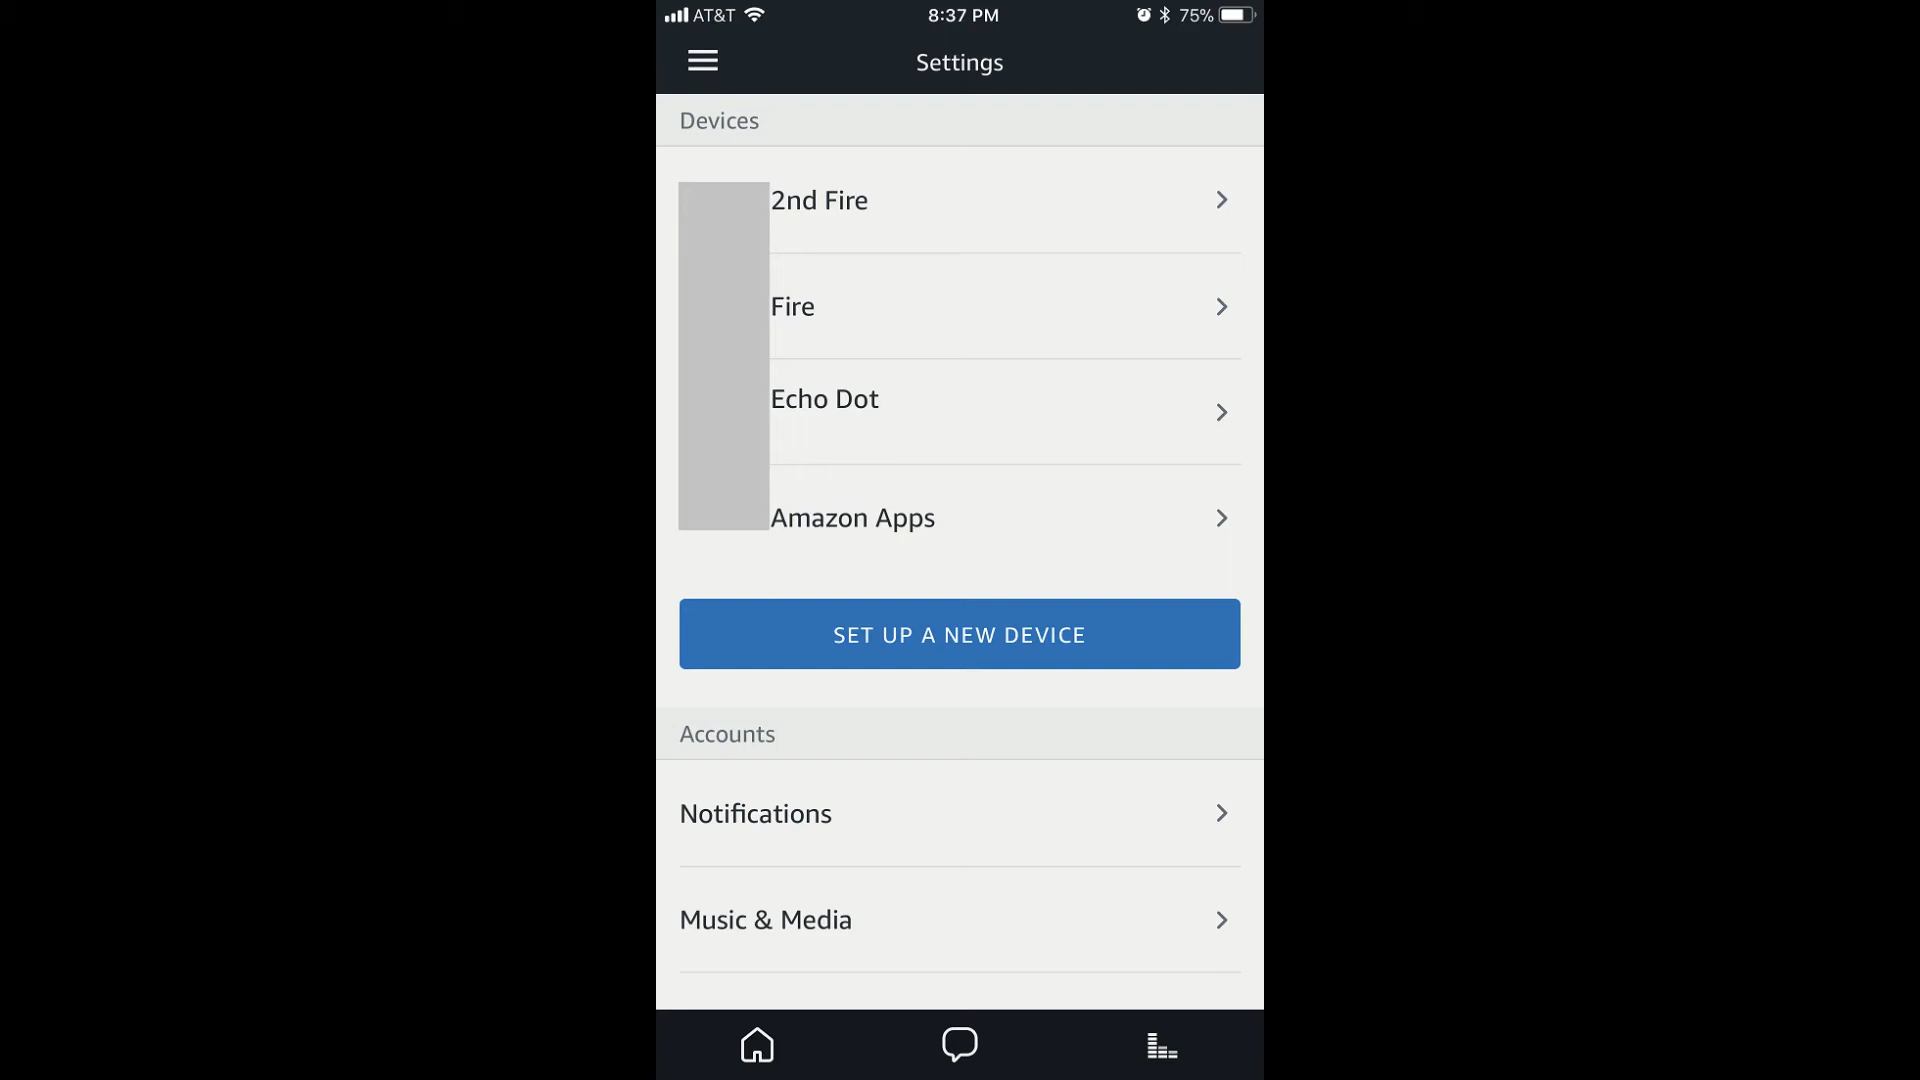 AT&T 8:37 PM 75%
Settings
Devices
2nd Fire
Fire
Echo Dot
Amazon Apps
SET UP A NEW DEVICE
Accounts
Notifications
Music & Media